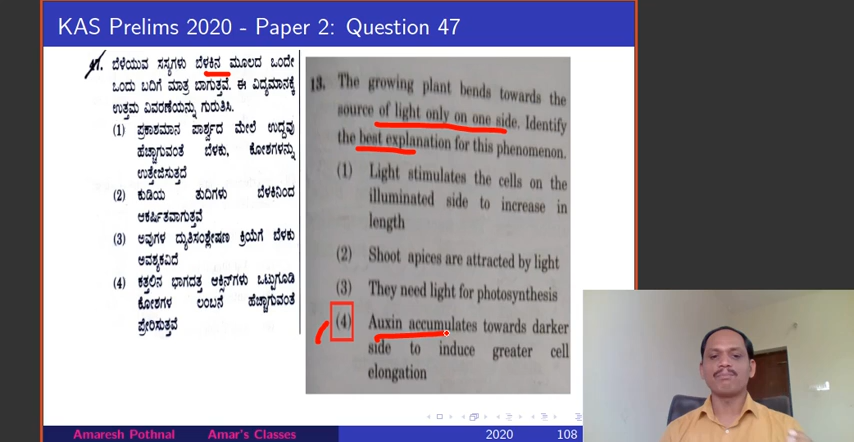 KAS Prelims 2020 - Paper 2: Question 47
47. ಬೆಳೆಯುವ ಸಸ್ಯಗಳು ಬೆಳಕಿನ ಮೂಲದ ಒಂದೇ
ಒಂದು ಬದಿಗೆ ಮಾತ್ರ ಬಾಗುತ್ತವೆ. ಈ ವಿದ್ಯಮಾನಕ್ಕೆ
ಉತ್ತಮ ವಿವರಣೆಯನ್ನು ಗುರುತಿಸಿ.
(1) ಪ್ರಕಾಶಮಾನ ಪಾರ್ಶ್ವದ ಮೇಲೆ ಉದ್ದವು
ಹೆಚ್ಚಾಗುವಂತೆ ಬೆಳಕು, ಕೋಶಗಳನ್ನು
ಉತ್ತೇಜಿಸುತ್ತದೆ
(2) ಕುಡಿಯ ತುದಿಗಳು ಬೆಳಕಿನಿಂದ
ಆಕರ್ಷಿತವಾಗುತ್ತವೆ
(3) ಅವುಗಳ ದ್ಯುತಿಸಂಶ್ಲೇಷಣ ಕ್ರಿಯೆಗೆ ಬೆಳಕು
ಅವಶ್ಯಕವಿದೆ
(4) ಕತ್ತಲಿನ ಭಾಗದತ್ತ ಆಕ್ಸಿನ್‌ಗಳು ಒಟ್ಟುಗೂಡಿ
ಕೋಶಗಳ ಲಂಬನೆ ಹೆಚ್ಚಾಗುವಂತೆ
ಪ್ರೇರಿಸುತ್ತವೆ
13. The growing plant bends towards the
source of light only on one side. Identify
the best explanation for this phenomenon.
(1) Light stimulates the cells on the
illuminated side to increase in
length
(2) Shoot apices are attracted by light
(3) They need light for photosynthesis
(4) Auxin accumulates towards darker
side to induce greater cell
elongation
Amaresh Pothnal Amar's Classes 2020 108